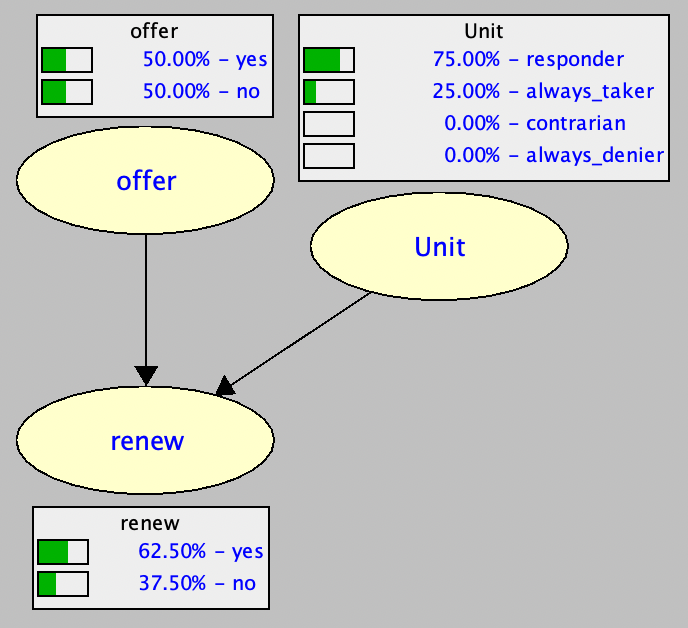 offer
50.00% – yes
50.00% – no
Unit
75.00% – responder
25.00% – always_taker
0.00% – contrarian
0.00% – always_denier
offer
Unit
renew
renew
62.50% – yes
37.50% – no